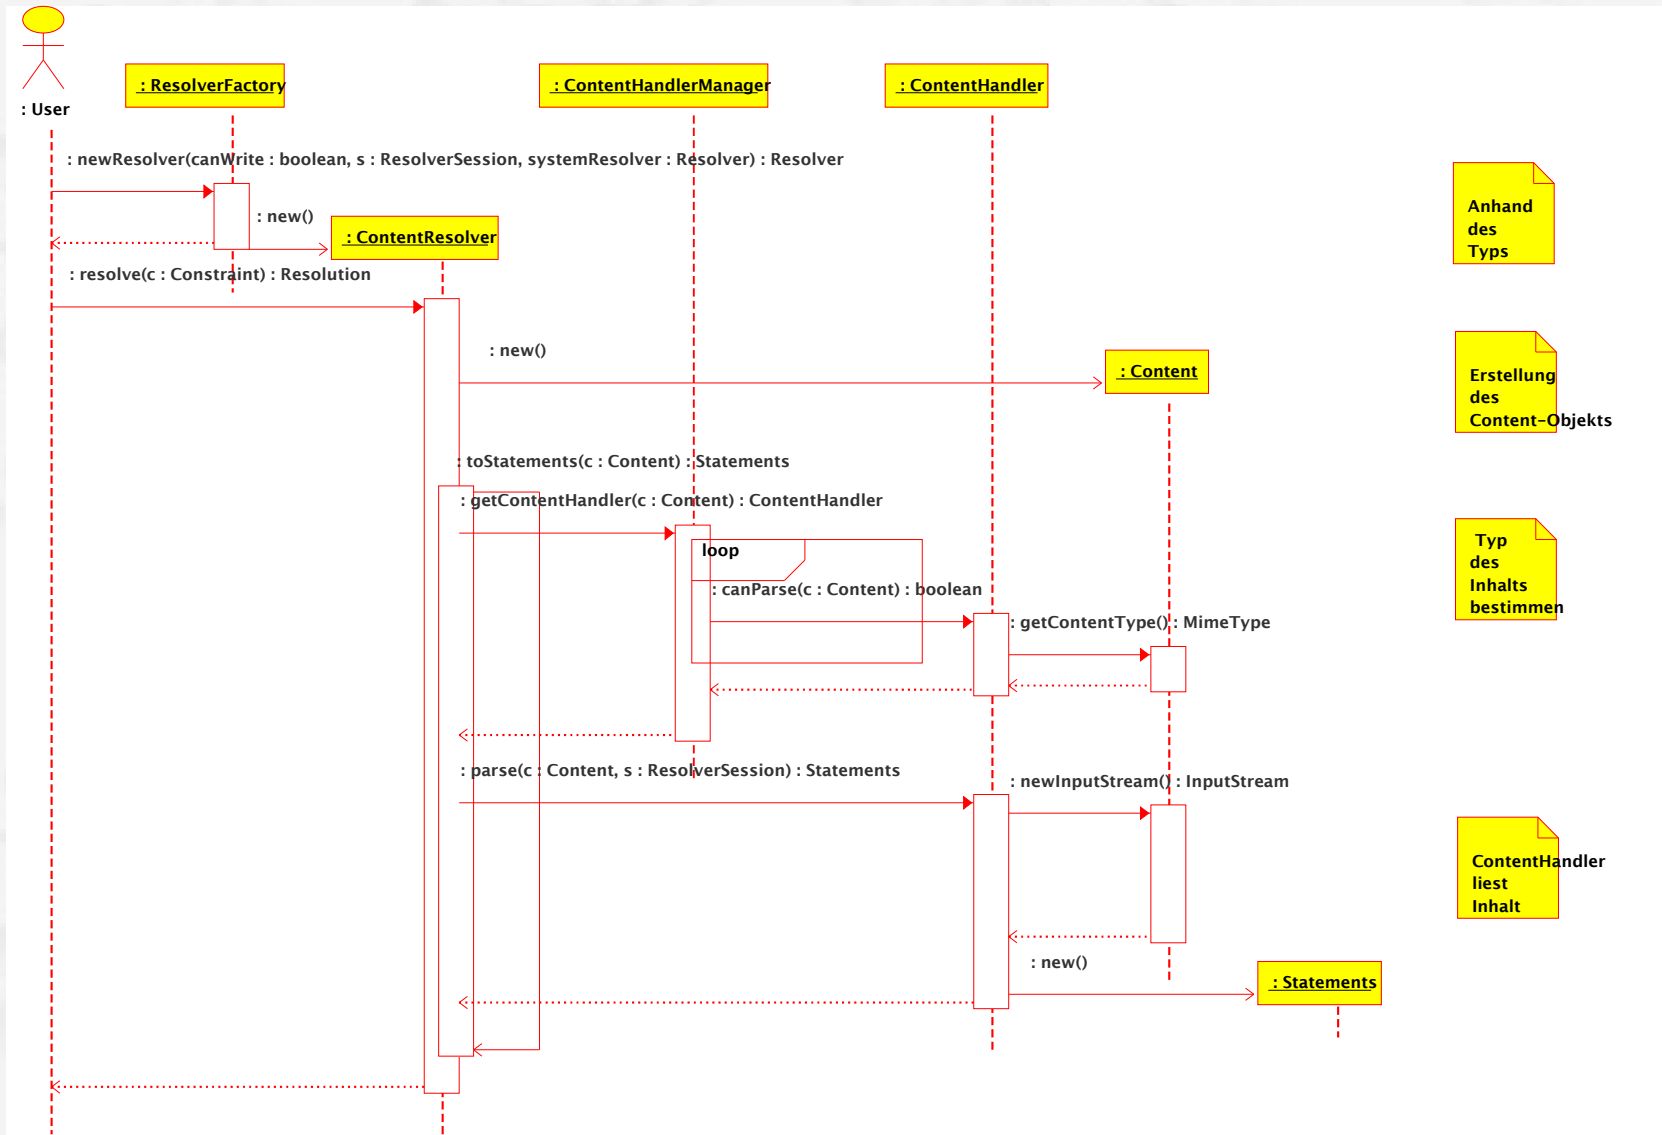 : User
: ResolverFactory
: ContentHandlerManager
: ContentHandler
: newResolver(canWrite : boolean, s : ResolverSession, systemResolver : Resolver) : Resolver
Anhand
des
Typs
: new()
: ContentResolver
: resolve(c : Constraint) : Resolution
: new()
: Content
Erstellung
des
Content-Objekts
: toStatements(c : Content) : Statements
: getContentHandler(c : Content) : ContentHandler
loop
: canParse(c : Content) : boolean
: getContentType() : MimeType
Typ
des
Inhalts
bestimmen
: parse(c : Content, s : ResolverSession) : Statements
: newInputStream() : InputStream
ContentHandler
liest
Inhalt
: new()
: Statements